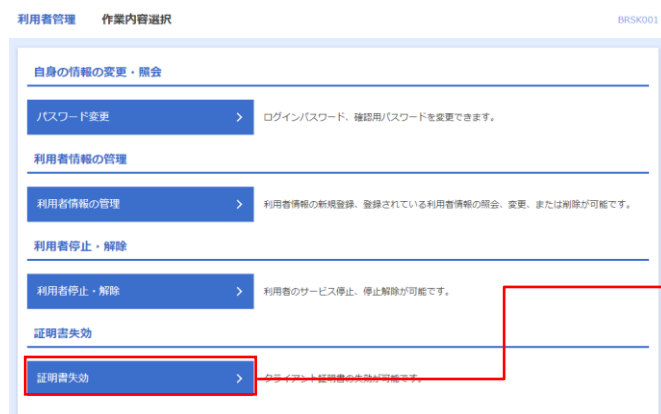 利用者管理 作業内容選択 BRSK001
自身の情報の変更・照会
パスワード変更 ログインパスワード、確認用パスワードを変更できます。
利用者情報の管理
利用者情報の管理 利用者情報の新規登録、登録されている利用者情報の照会、変更、または削除が可能です。
利用者停止・解除
利用者停止・解除 利用者のサービス停止、停止解除が可能です。
証明書失効
証明書失効 クライアント証明書の失効が可能です。